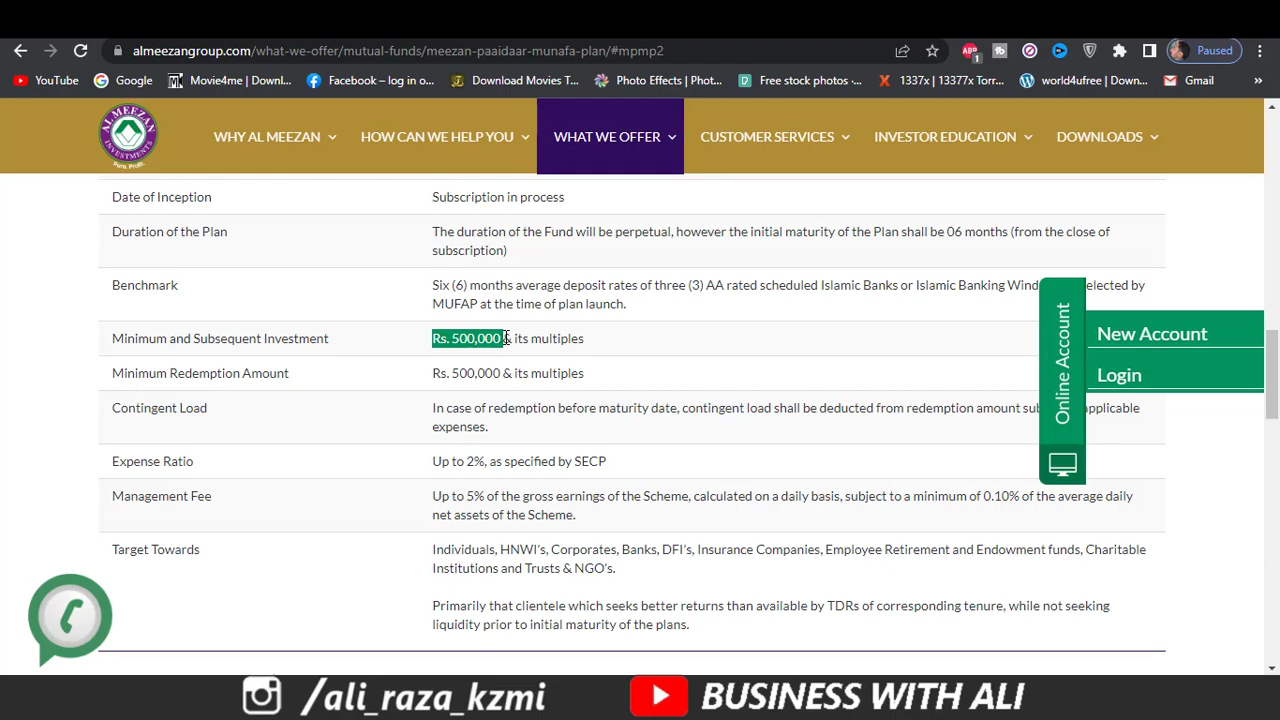 almeezangroup.com/what-we-offer/mutual-funds/meezan-paaidaar-munafa-plan/#mpmp2
ABP
1
Paused
YouTube
Google
Movie4me | Downl...
Facebook – log in o...
Download Movies T...
Photo Effects | Phot...
Free stock photos ·...
1337x | 13377x Torr...
world4ufree | Down...
Gmail
»
AL MEEZAN
INVESTMENTS
Pure. Profit.
WHY AL MEEZAN
HOW CAN WE HELP YOU
WHAT WE OFFER
CUSTOMER SERVICES
INVESTOR EDUCATION
DOWNLOADS
Date of Inception
Subscription in process
Duration of the Plan
The duration of the Fund will be perpetual, however the initial maturity of the Plan shall be 06 months (from the close of
subscription)
Benchmark
Six (6) months average deposit rates of three (3) AA rated scheduled Islamic Banks or Islamic Banking Wind elected by
MUFAP at the time of plan launch.
Minimum and Subsequent Investment
Rs. 500,000 & its multiples
Minimum Redemption Amount
Rs. 500,000 & its multiples
Contingent Load
In case of redemption before maturity date, contingent load shall be deducted from redemption amount su applicable
expenses.
Expense Ratio
Up to 2%, as specified by SECP
Management Fee
Up to 5% of the gross earnings of the Scheme, calculated on a daily basis, subject to a minimum of 0.10% of the average daily
net assets of the Scheme.
Target Towards
Individuals, HNWI's, Corporates, Banks, DFI's, Insurance Companies, Employee Retirement and Endowment funds, Charitable
Institutions and Trusts & NGO's.
Primarily that clientele which seeks better returns than available by TDRs of corresponding tenure, while not seeking
liquidity prior to initial maturity of the plans.
Online Account
New Account
Login
/ali_raza_kzmi
BUSINESS WITH ALI